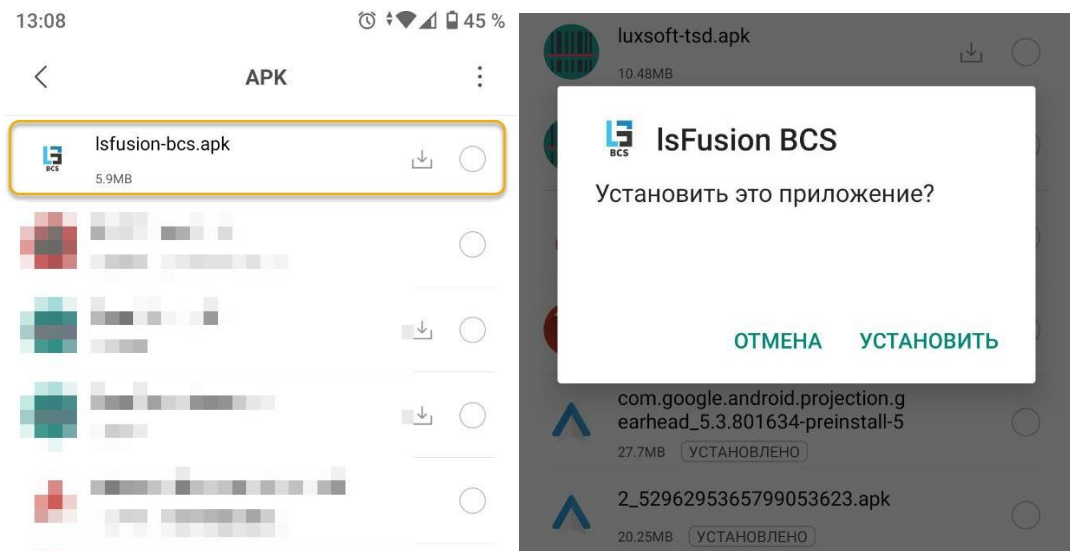 13:08
45 %
APK
lsfusion-bcs.apk
5.9MB
BCS
luxsoft-tsd.apk
10.48MB
BCS
lsFusion BCS
Установить это приложение?
ОТМЕНА УСТАНОВИТЬ
com.google.android.projection.g
earhead_5.3.801634-preinstall-5
27.7MB УСТАНОВЛЕНО
2_5296295365799053623.apk
20.25MB УСТАНОВЛЕНО